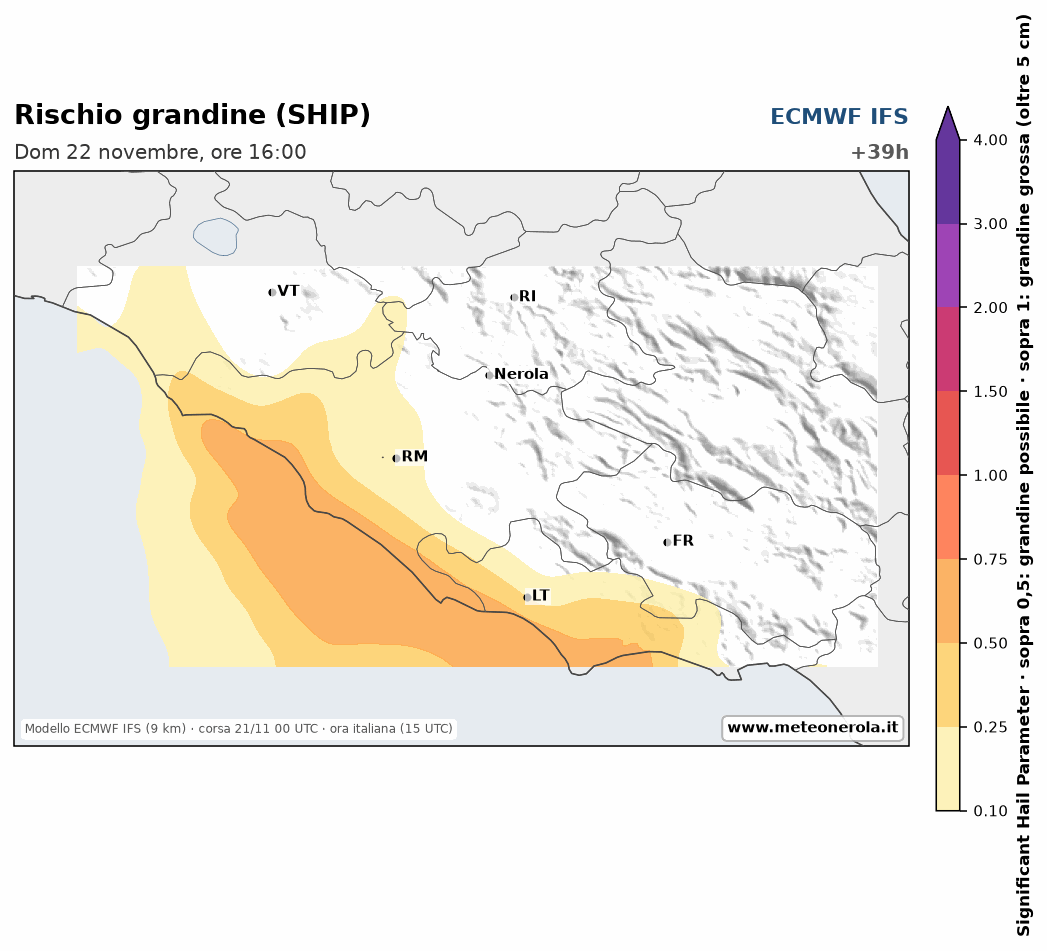 Rischio grandine (SHIP)
ECMWF IFS
Dom 22 novembre, ore 16:00
+39h
VT
RI
Nerola
RM
FR
LT
Modello ECMWF IFS (9 km) · corsa 21/11 00 UTC · ora italiana (15 UTC)
www.meteonerola.it
4.00
3.00
2.00
1.50
1.00
0.75
0.50
0.25
0.10
Significant Hail Parameter · sopra 0,5: grandine possibile · sopra 1: grandine grossa (oltre 5 cm)